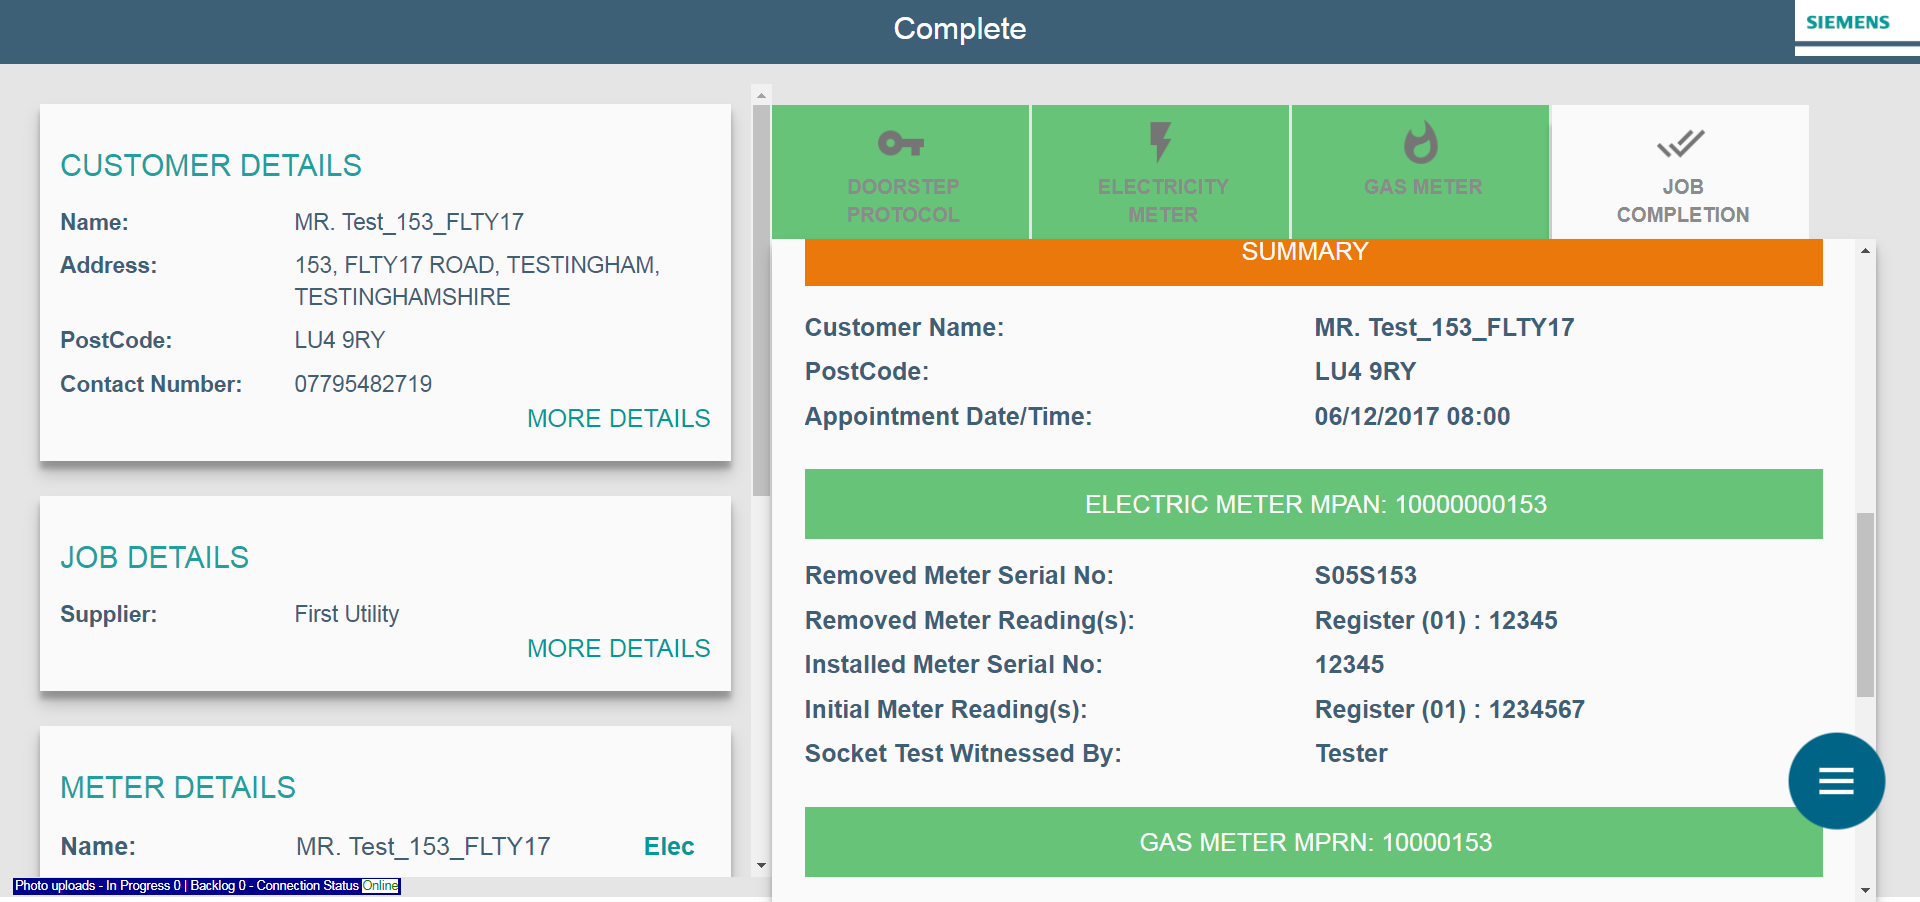 Complete
SIEMENS
CUSTOMER DETAILS
Name: MR. Test_153_FLTY17
Address: 153, FLTY17 ROAD, TESTINGHAM,
TESTINGHAMSHIRE
PostCode: LU4 9RY
Contact Number: 07795482719
MORE DETAILS
JOB DETAILS
Supplier: First Utility
MORE DETAILS
METER DETAILS
Name: MR. Test_153_FLTY17 Elec
Photo uploads - In Progress 0 | Backlog 0 - Connection Status Online
DOORSTEP
PROTOCOL
ELECTRICITY
METER
GAS METER
JOB
COMPLETION
SUMMARY
Customer Name: MR. Test_153_FLTY17
PostCode: LU4 9RY
Appointment Date/Time: 06/12/2017 08:00
ELECTRIC METER MPAN: 10000000153
Removed Meter Serial No: S05S153
Removed Meter Reading(s): Register (01) : 12345
Installed Meter Serial No: 12345
Initial Meter Reading(s): Register (01) : 1234567
Socket Test Witnessed By: Tester
GAS METER MPRN: 10000153